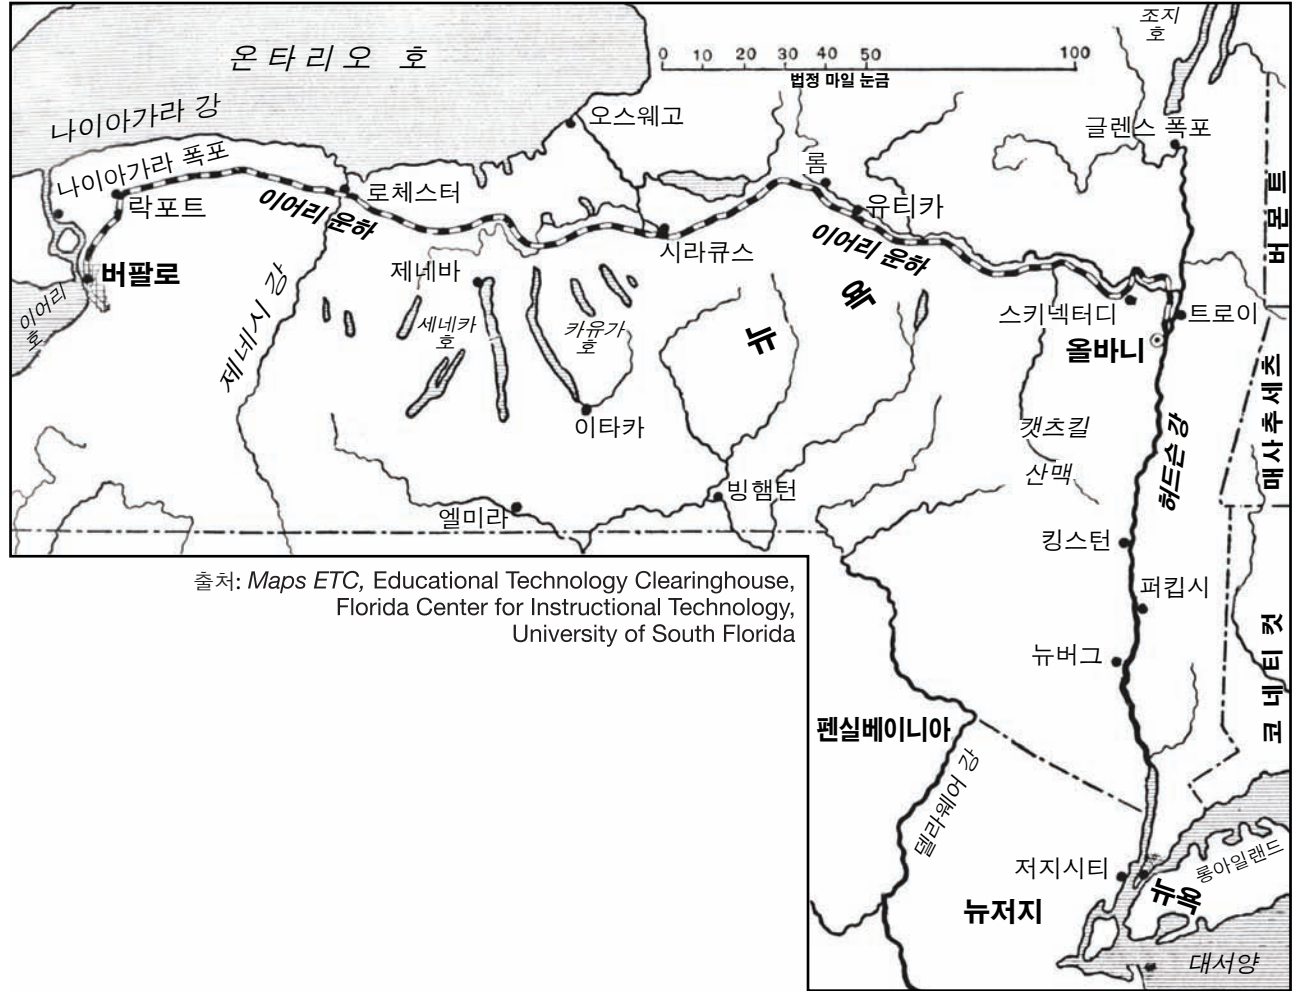 조지
호
온타리오 호
0 10 20 30 40 50 100
법정 마일 눈금
나이아가라 강
오스웨고
글렌스 폭포
나이아가라 폭포
롬
로체스터
락포트
이어리 운하
유티카
버몬트
이어리 운하
시라큐스
제네바
버팔로
이어리
호
제네시 강
세네카
호
카유가
호
뉴 욕
스키넥터디
트로이
올바니
매사추세츠
이타카
캣츠킬
산맥
허드슨 강
빙햄턴
엘미라
킹스턴
출처: Maps ETC, Educational Technology Clearinghouse,
Florida Center for Instructional Technology,
University of South Florida
퍼킵시
뉴버그
코네티컷
펜실베이니아
델라웨어 강
저지시티
롱아일랜드
뉴욕
뉴저지
대서양